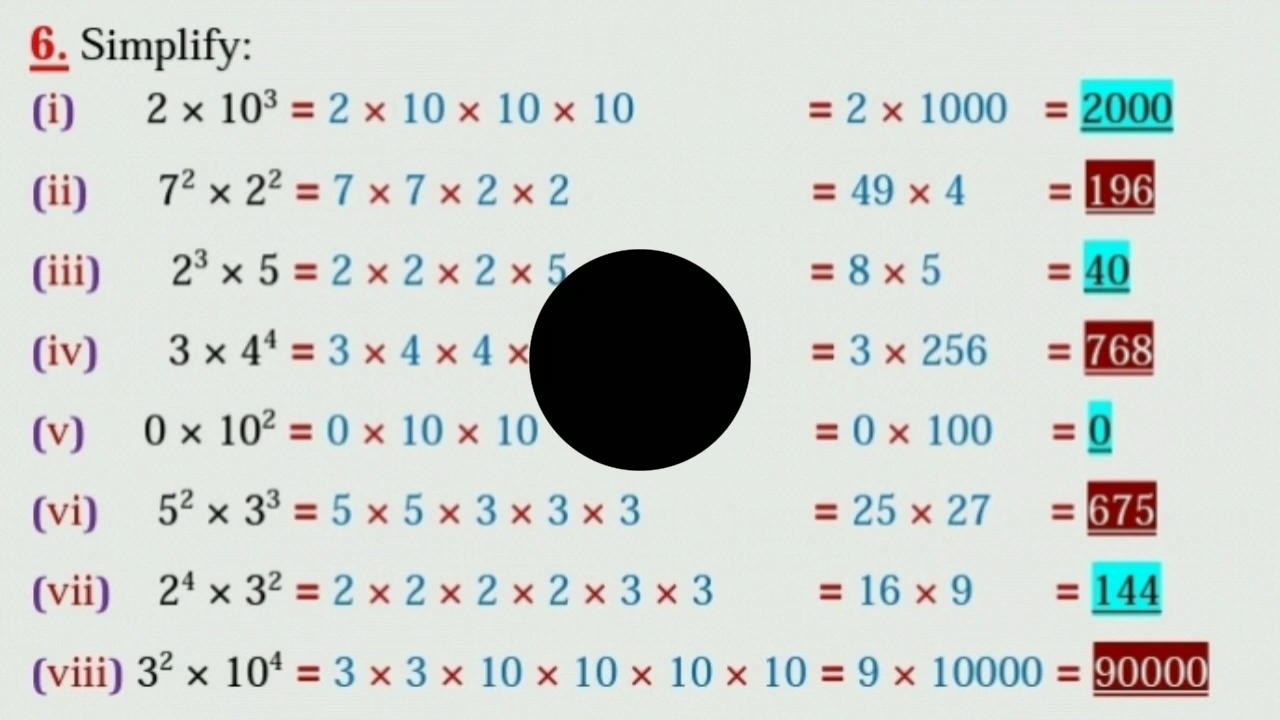 6. Simplify:
(i) 2 × 10³ = 2 × 10 × 10 × 10 = 2 × 1000 = 2000
(ii) 7² × 2² = 7 × 7 × 2 × 2 = 49 × 4 = 196
(iii) 2³ × 5 = 2 × 2 × 2 × 5 = 8 × 5 = 40
(iv) 3 × 4⁴ = 3 × 4 × 4 × = 3 × 256 = 768
(v) 0 × 10² = 0 × 10 × 10 = 0 × 100 = 0
(vi) 5² × 3³ = 5 × 5 × 3 × 3 × 3 = 25 × 27 = 675
(vii) 2⁴ × 3² = 2 × 2 × 2 × 2 × 3 × 3 = 16 × 9 = 144
(viii) 3² × 10⁴ = 3 × 3 × 10 × 10 × 10 × 10 = 9 × 10000 = 90000